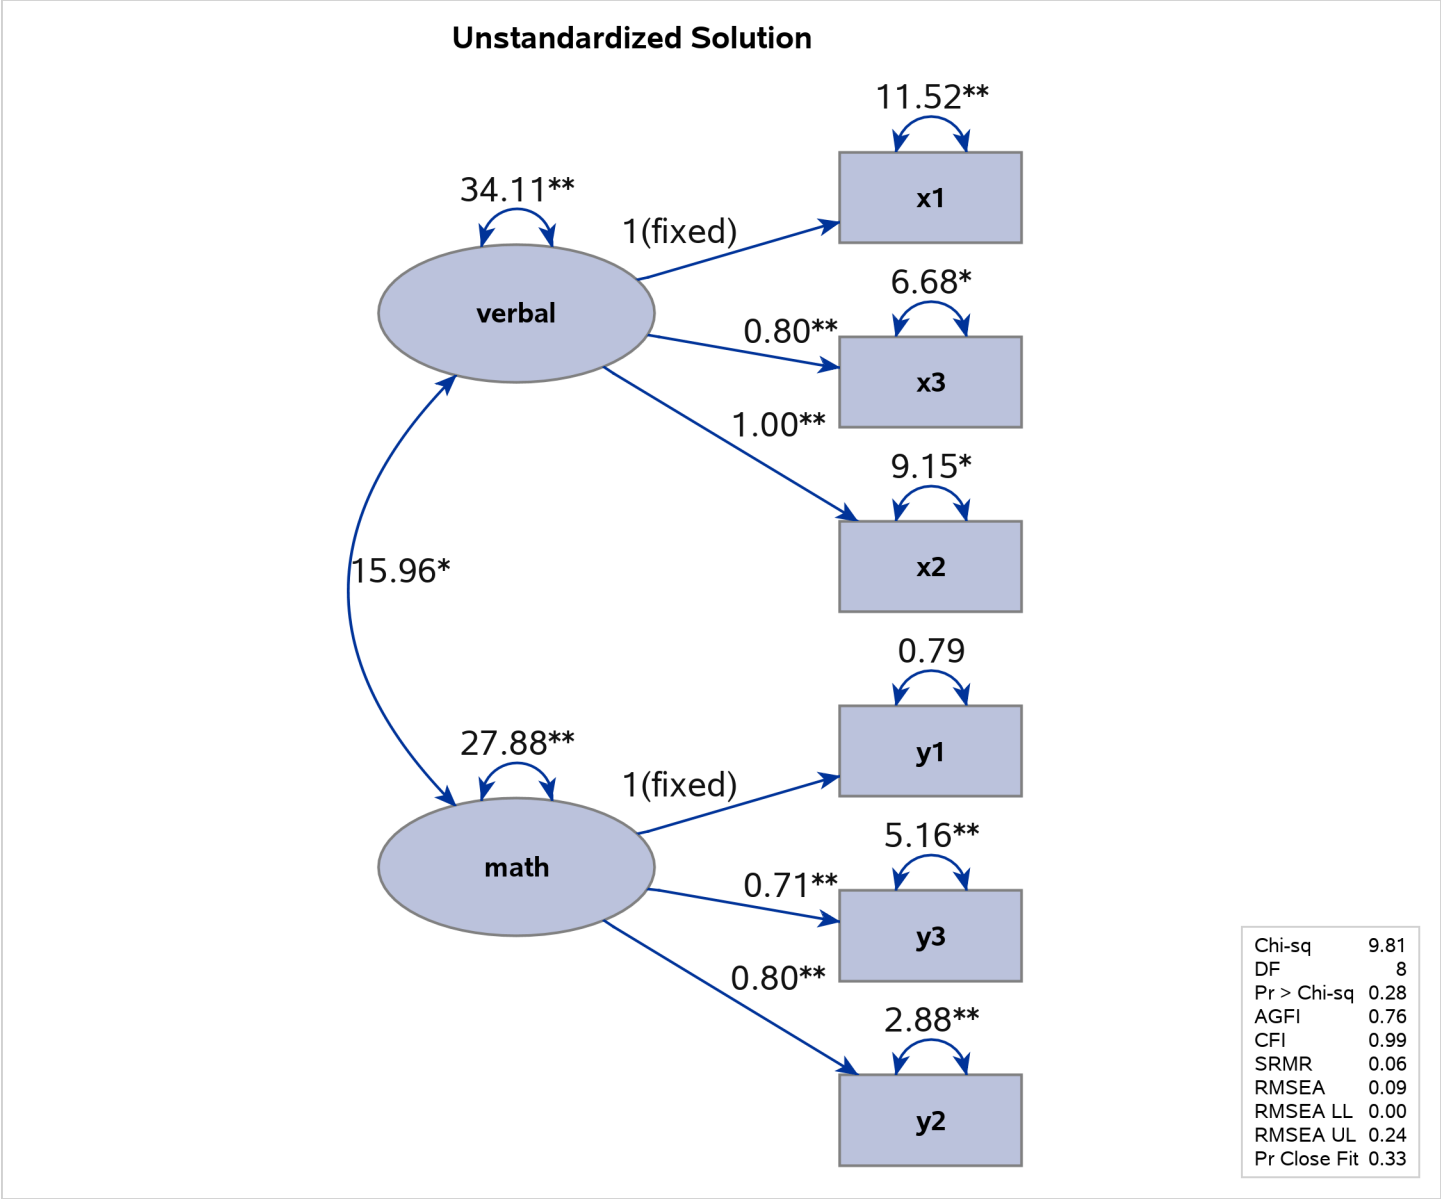 Unstandardized Solution
11.52**
x1
34.11**
1(fixed)
verbal
6.68*
0.80**
x3
1.00**
9.15*
x2
15.96*
0.79
y1
27.88**
1(fixed)
math
5.16**
0.71**
y3
0.80**
2.88**
y2
Chi-sq 9.81
DF 8
Pr > Chi-sq 0.28
AGFI 0.76
CFI 0.99
SRMR 0.06
RMSEA 0.09
RMSEA LL 0.00
RMSEA UL 0.24
Pr Close Fit 0.33